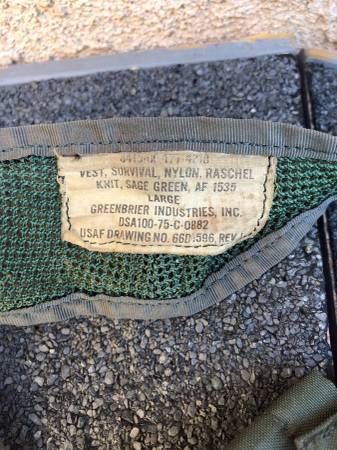 VEST, SURVIVAL, NYLON, RASCHEL
KNIT, SAGE GREEN, AF 1535
LARGE
GREENBRIER INDUSTRIES, INC.
DSA100-75-C-0882
USAF DRAWING NO. 66D1596, REV.